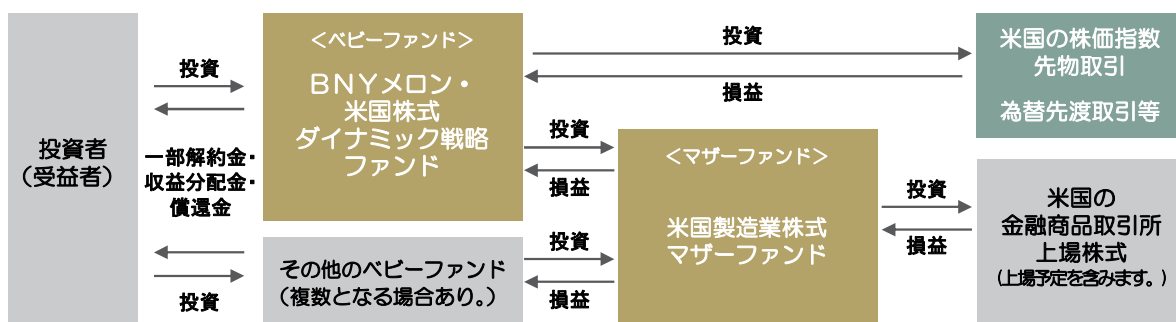 投資者
（受益者）
投資
一部解約金・
収益分配金・
償還金
投資
＜ベビーファンド＞
ＢＮＹメロン・
米国株式
ダイナミック戦略
ファンド
その他のベビーファンド
（複数となる場合あり。）
投資
損益
投資
損益
投資
損益
＜マザーファンド＞
米国製造業株式
マザーファンド
投資
損益
米国の株価指数
先物取引
為替先渡取引等
米国の
金融商品取引所
上場株式
（上場予定を含みます。）